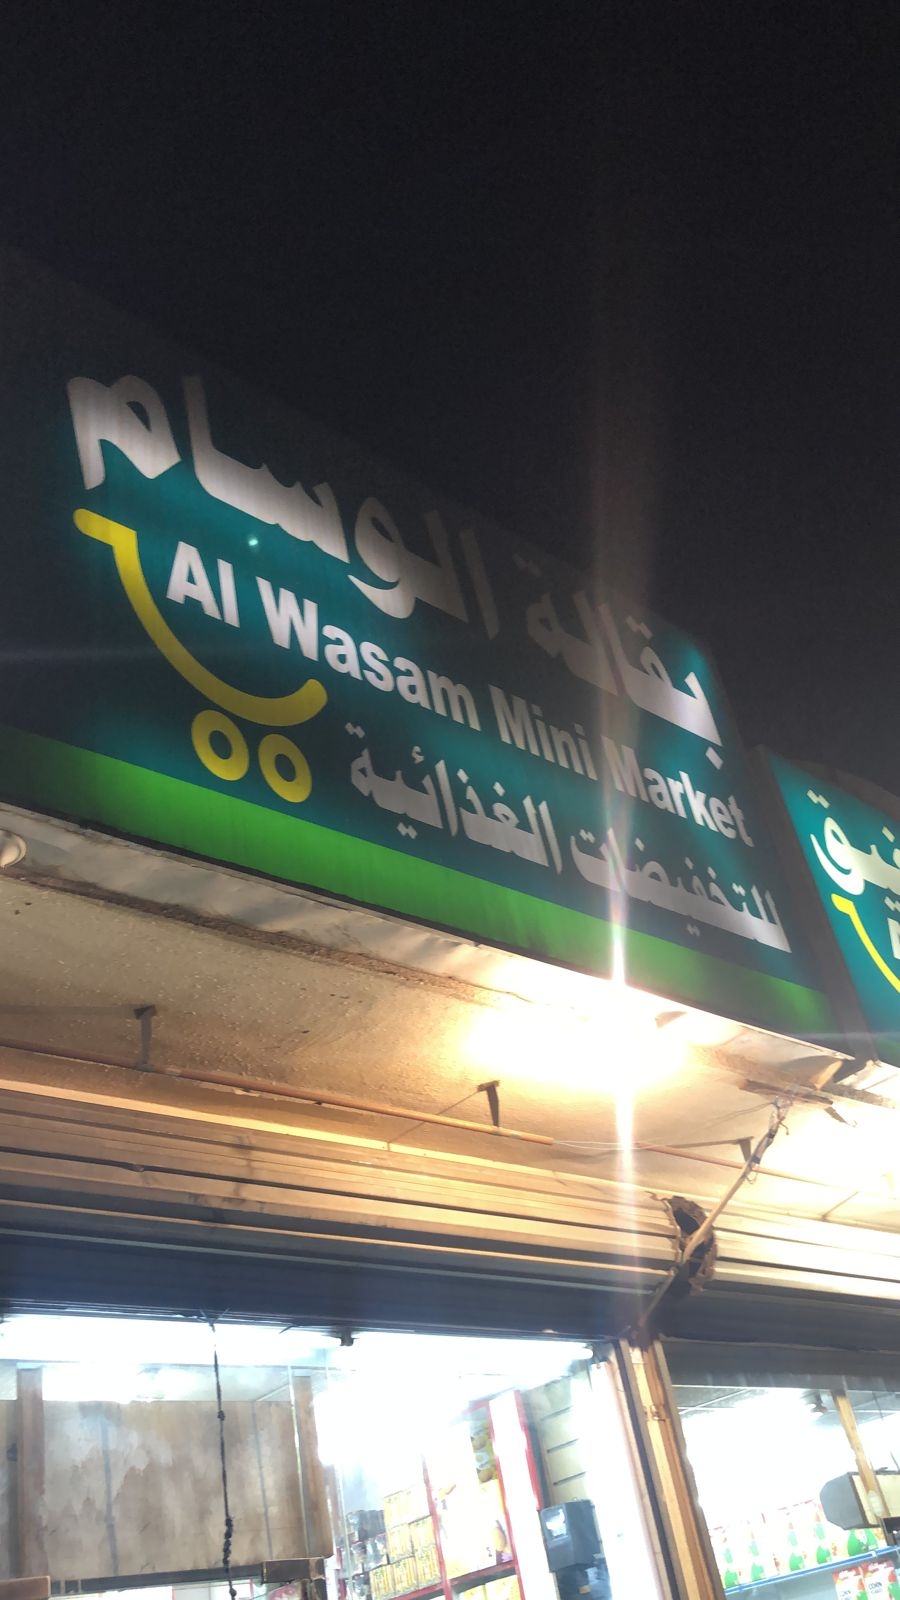 بقالة الوسام
Al Wasam Mini Market
للتخفيضات الغذائية